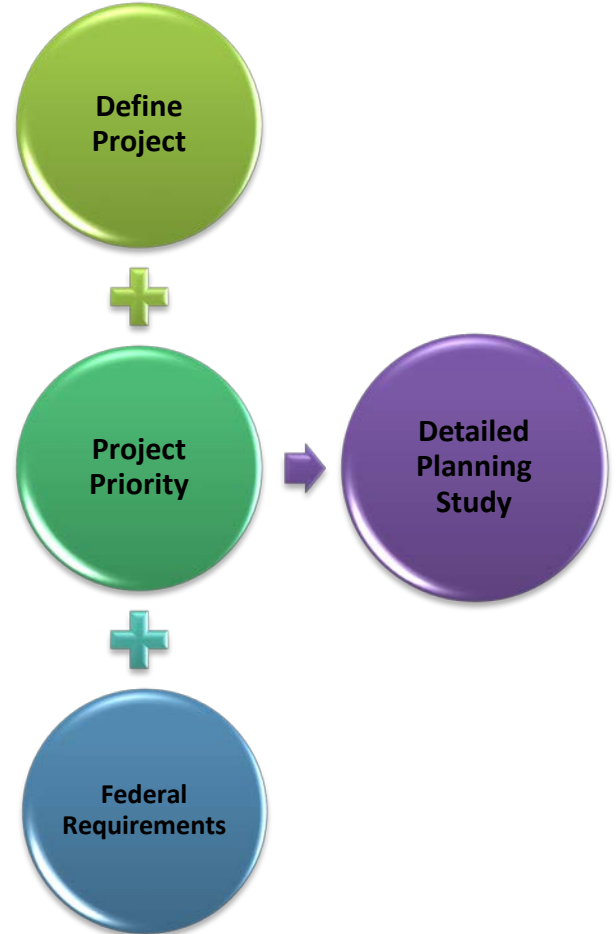 Define
Project
Project
Priority
Detailed
Planning
Study
Federal
Requirements